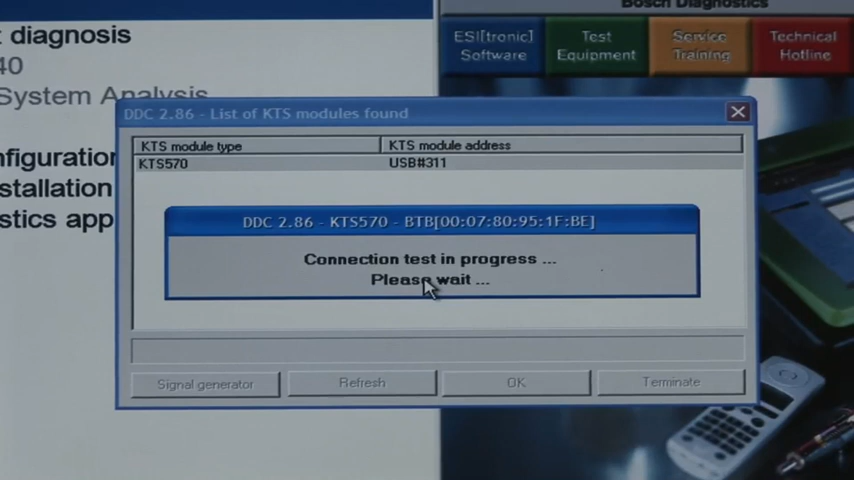 Bosch Diagnostics
t diagnosis
40
System Analysis
nfiguration
nstallation
stics app
ESI[tronic] Software
Test Equipment
Service Training
Technical Hotline
DDC 2.86 - List of KTS modules found
KTS module type KTS module address
KTS570 USB#311
DDC 2.86 - KTS570 - BTB[00:07:80:95:1F:BE]
Connection test in progress ...
Please wait ...
Signal generator Refresh OK Terminate